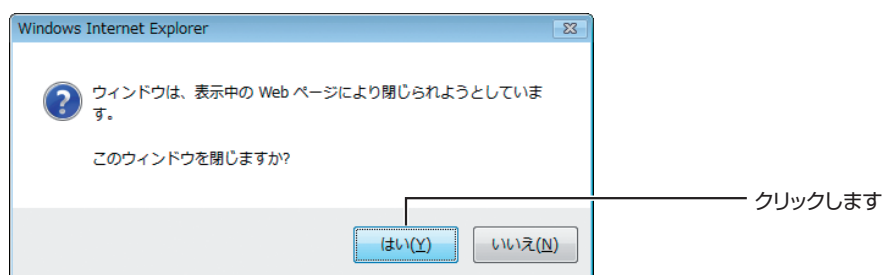 Windows Internet Explorer
ウィンドウは、表示中の Web ページにより閉じられようとしていま
す。
このウィンドウを閉じますか?
クリックします
はい(Y)
いいえ(N)